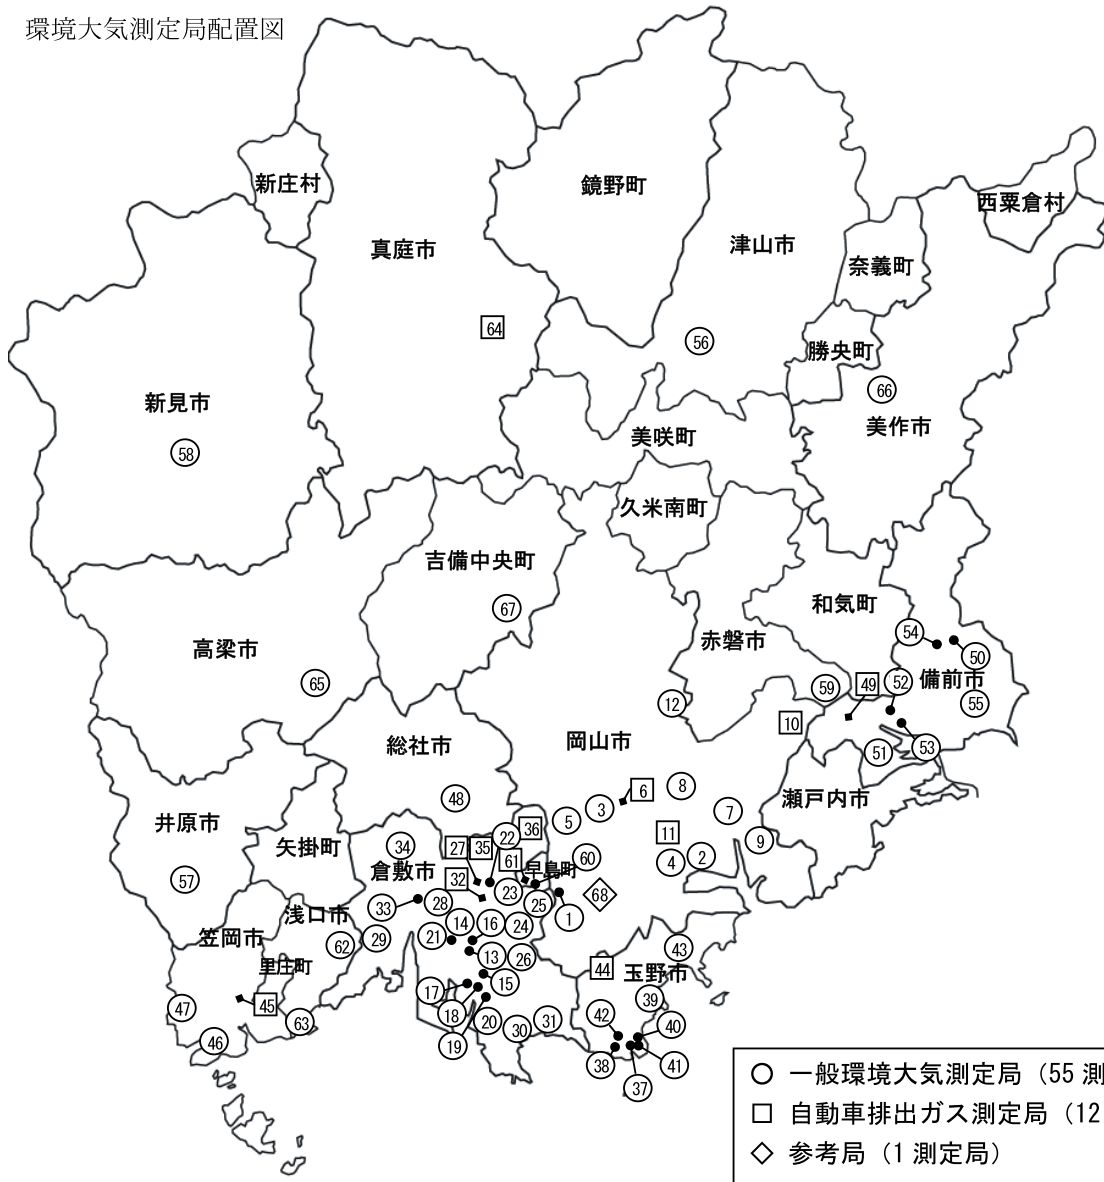 環境大気測定局配置図
新庄村
鏡野町
西粟倉村
真庭市
津山市
奈義町
64
56
勝央町
66
新見市
美作市
美咲町
58
久米南町
吉備中央町
和気町
67
54
赤磐市
高梁市
50
備前市
65
59
49
52
55
12
10
岡山市
総社市
51
53
瀬戸内市
48
6
8
3
7
井原市
5
36
22
11
9
矢掛町
34
27
35
61
60
4
2
倉敷市
早島町
57
32
23
68
33
28
25
1
浅口市
14
16
24
笠岡市
62
29
21
43
里庄町
13
26
44
玉野市
17
15
45
39
47
63
18
20
30
31
42
40
46
19
38
41
37
○ 一般環境大気測定局（55 測
□ 自動車排出ガス測定局（12
◇ 参考局（1 測定局）